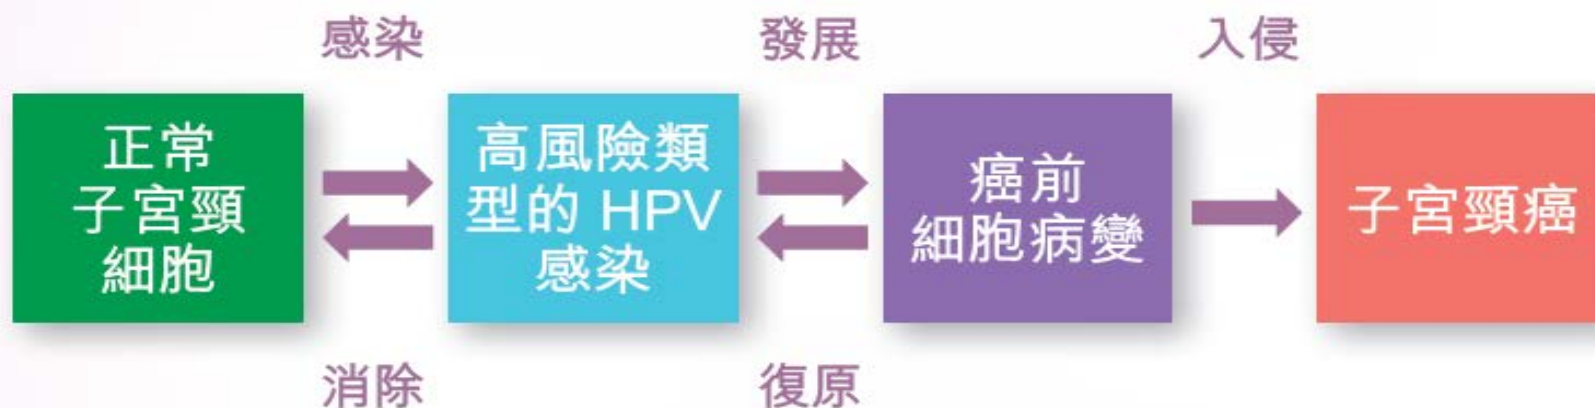 感染
發展
入侵
正常
子宮頸
細胞
高風險類
型的 HPV
感染
癌前
細胞病變
子宮頸癌
消除
復原